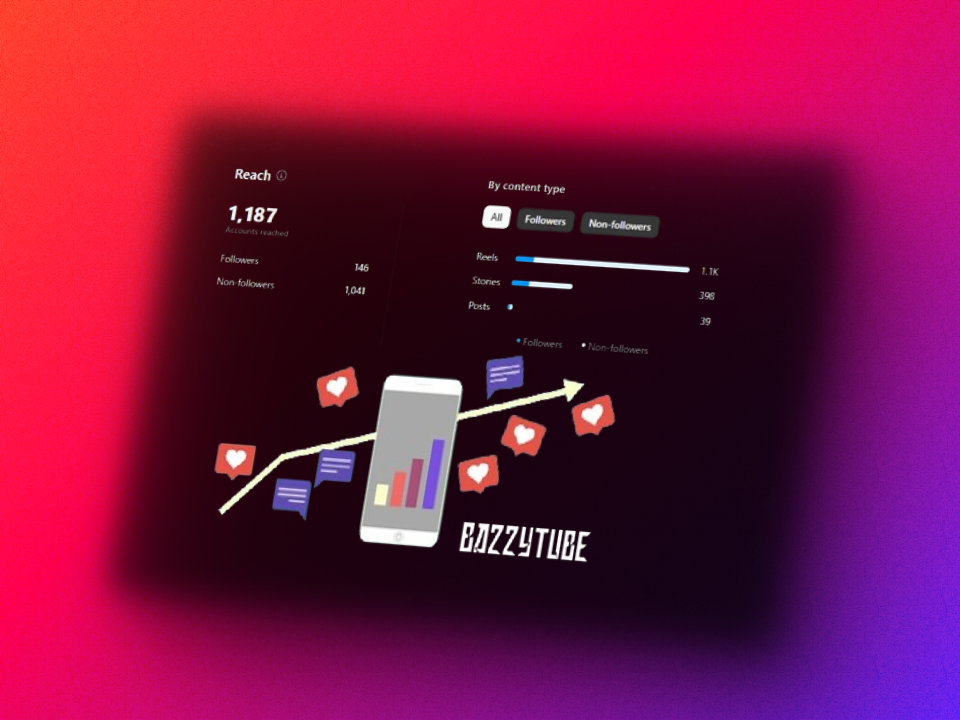 Reach
1,187
Accounts reached
Followers 146
Non-followers 1,041
By content type
All Followers Non-followers
Reels 1.1K
Stories 398
Posts 39
Followers Non-followers
BAZZYTUBE